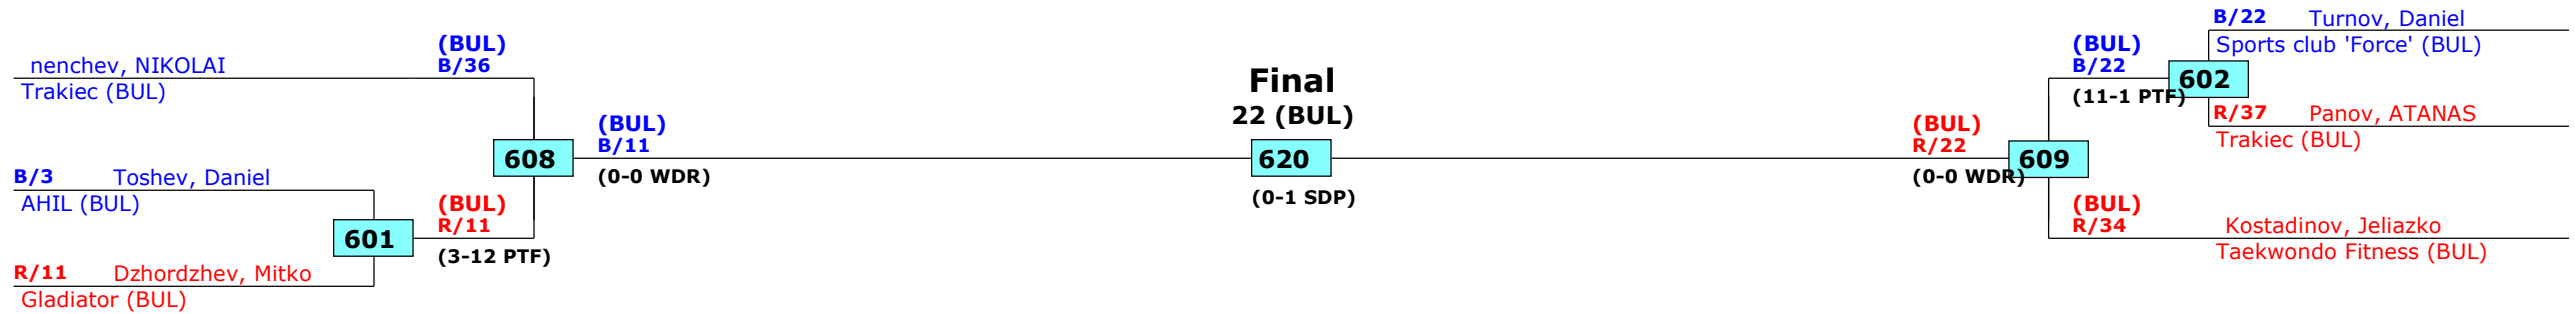 (BUL)
B/36
nenchev, NIKOLAI
Trakiec (BUL)
B/3 Toshev, Daniel
AHIL (BUL)
601
R/11 Dzhordzhev, Mitko
Gladiator (BUL)
(BUL)
R/11
(3-12 PTF)
608
(BUL)
B/11
(0-0 WDR)
Final
22 (BUL)
620
(0-1 SDP)
(BUL)
R/22
(0-0 WDR)
609
(BUL)
B/22
(11-1 PTF)
602
B/22 Turnov, Daniel
Sports club 'Force' (BUL)
R/37 Panov, ATANAS
Trakiec (BUL)
(BUL)
R/34
Kostadinov, Jeliazko
Taekwondo Fitness (BUL)